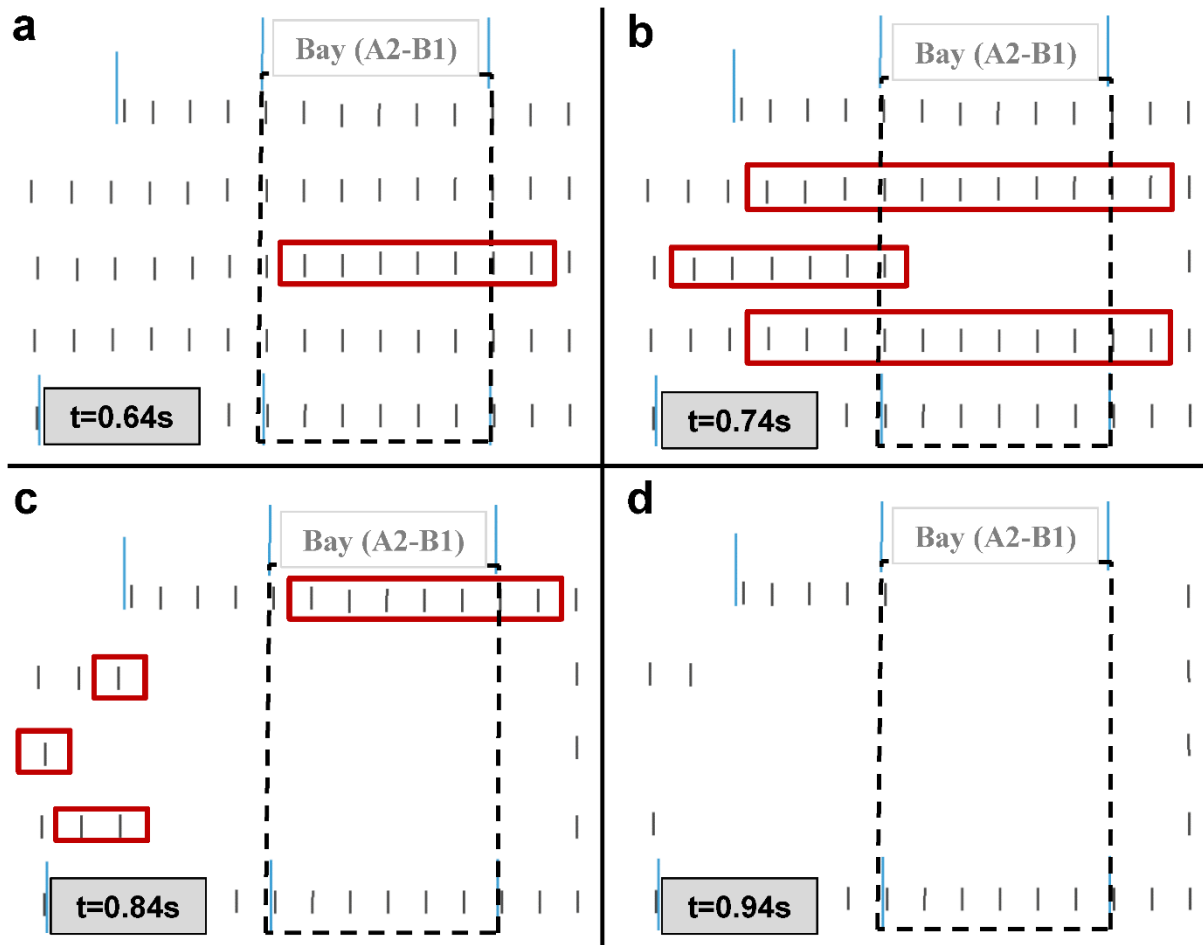 a
Bay (A2-B1)
t=0.64s
b
Bay (A2-B1)
t=0.74s
c
Bay (A2-B1)
t=0.84s
d
Bay (A2-B1)
t=0.94s